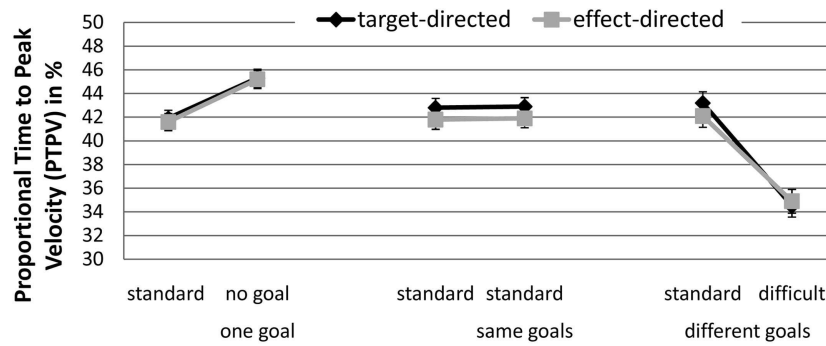 Proportional Time to Peak
Velocity (PTPV) in %
50
48
46
44
42
40
38
36
34
32
30
target-directed
effect-directed
standard no goal
one goal
standard standard
same goals
standard difficult
different goals